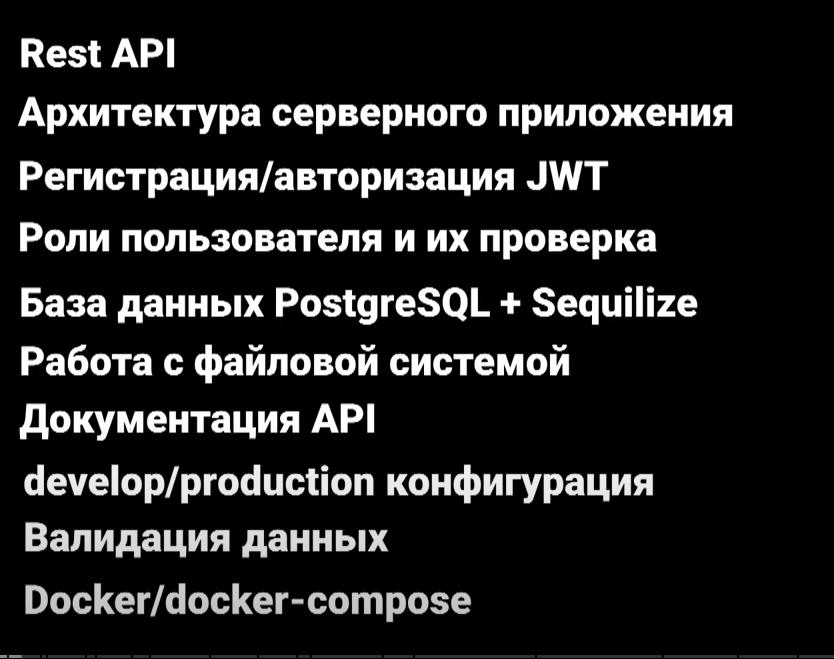 Rest API
Архитектура серверного приложения
Регистрация/авторизация JWT
Роли пользователя и их проверка
База данных PostgreSQL + Sequilize
Работа с файловой системой
Документация API
develop/production конфигурация
Валидация данных
Docker/docker-compose